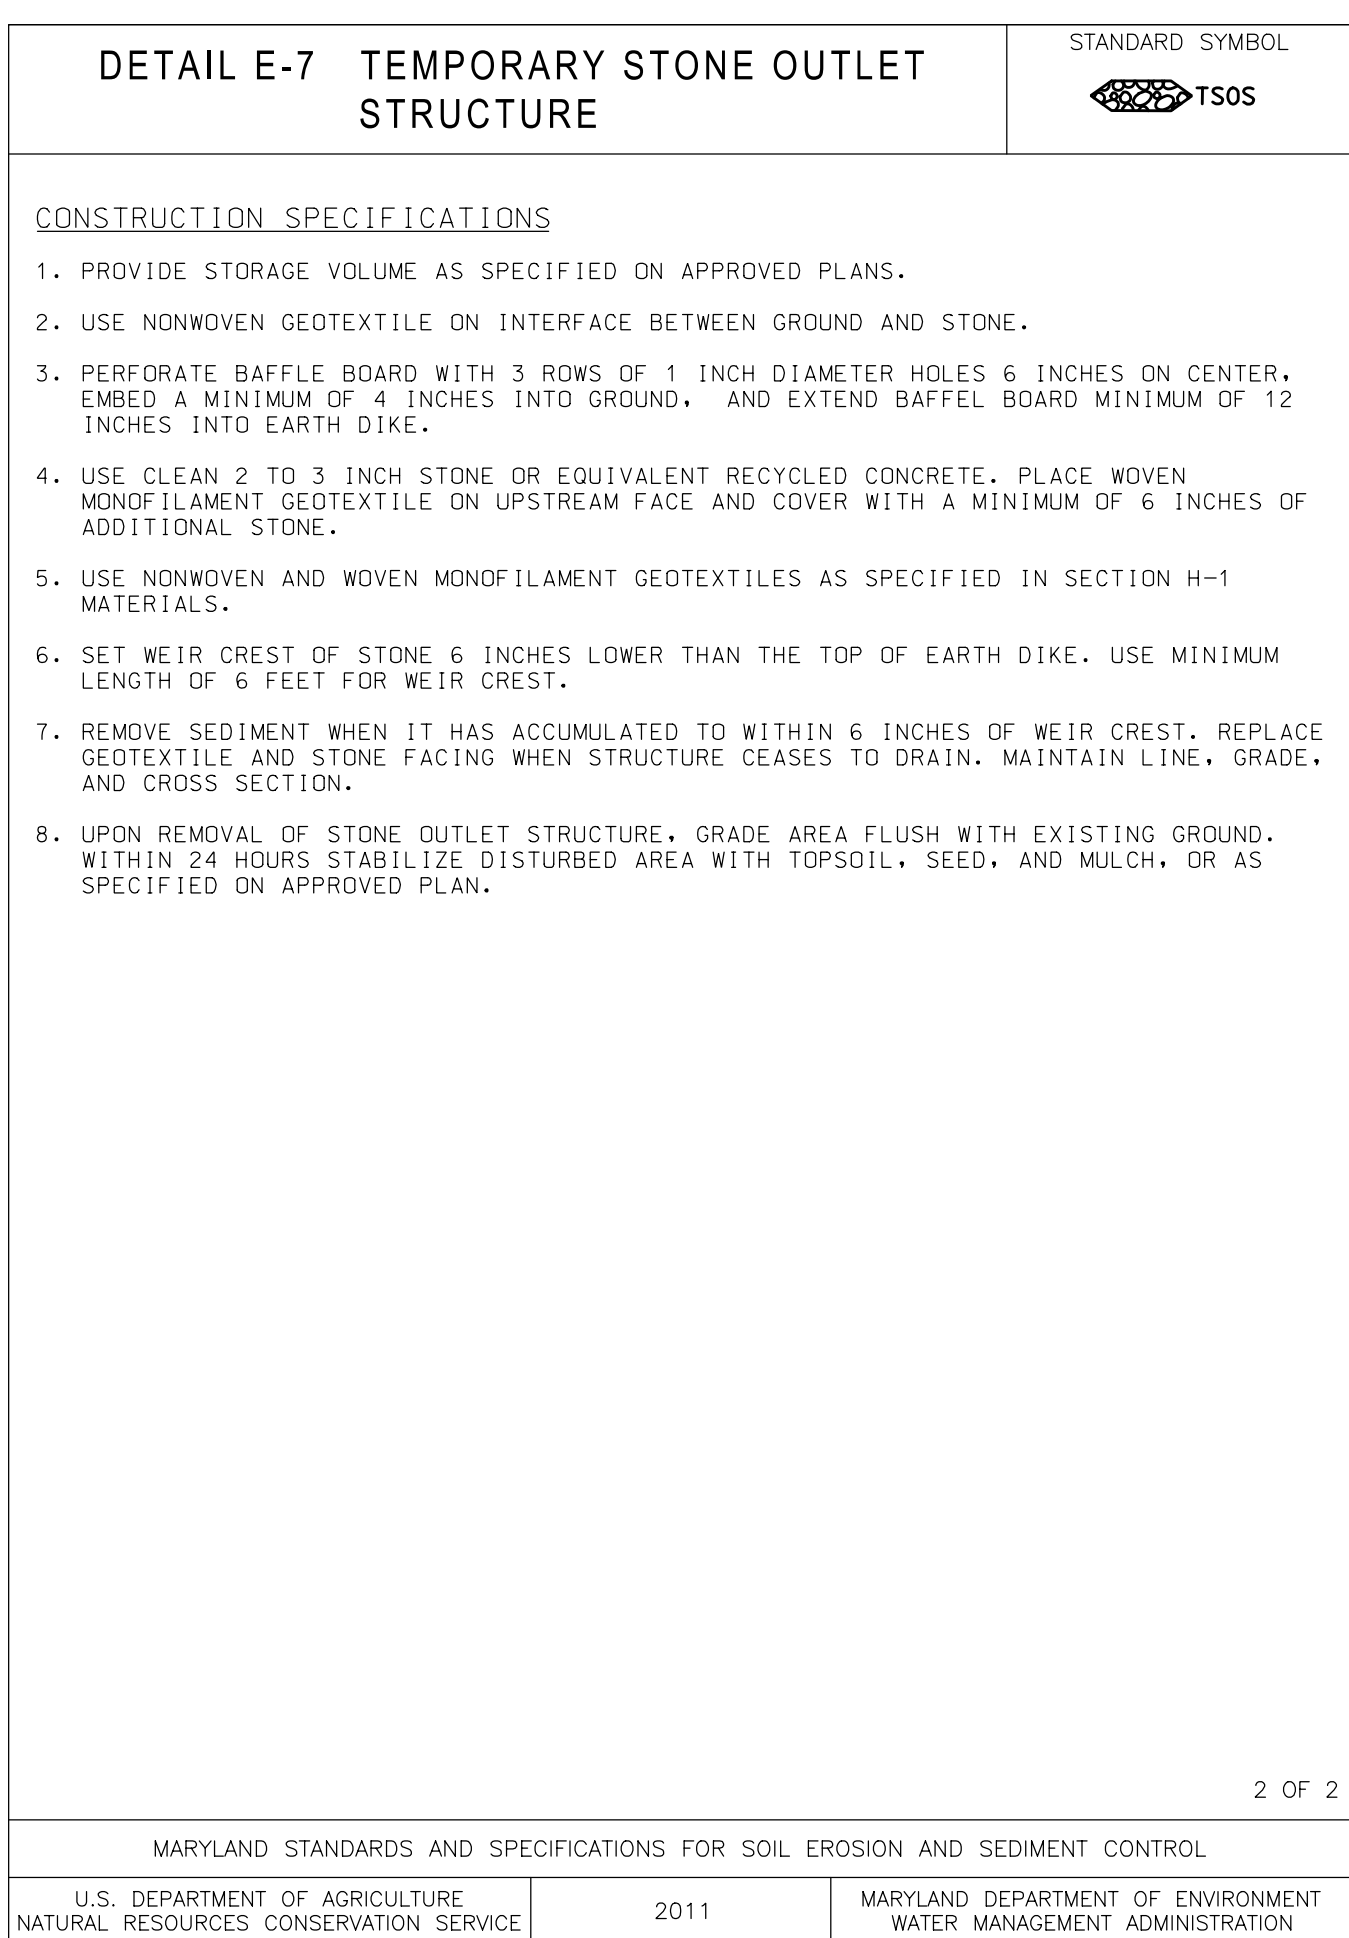 DETAIL E-7 TEMPORARY STONE OUTLET
STRUCTURE
STANDARD SYMBOL
TSOS
CONSTRUCTION SPECIFICATIONS
1. PROVIDE STORAGE VOLUME AS SPECIFIED ON APPROVED PLANS.
2. USE NONWOVEN GEOTEXTILE ON INTERFACE BETWEEN GROUND AND STONE.
3. PERFORATE BAFFLE BOARD WITH 3 ROWS OF 1 INCH DIAMETER HOLES 6 INCHES ON CENTER,
EMBED A MINIMUM OF 4 INCHES INTO GROUND, AND EXTEND BAFFEL BOARD MINIMUM OF 12
INCHES INTO EARTH DIKE.
4. USE CLEAN 2 TO 3 INCH STONE OR EQUIVALENT RECYCLED CONCRETE. PLACE WOVEN
MONOFILAMENT GEOTEXTILE ON UPSTREAM FACE AND COVER WITH A MINIMUM OF 6 INCHES OF
ADDITIONAL STONE.
5. USE NONWOVEN AND WOVEN MONOFILAMENT GEOTEXTILES AS SPECIFIED IN SECTION H-1
MATERIALS.
6. SET WEIR CREST OF STONE 6 INCHES LOWER THAN THE TOP OF EARTH DIKE. USE MINIMUM
LENGTH OF 6 FEET FOR WEIR CREST.
7. REMOVE SEDIMENT WHEN IT HAS ACCUMULATED TO WITHIN 6 INCHES OF WEIR CREST. REPLACE
GEOTEXTILE AND STONE FACING WHEN STRUCTURE CEASES TO DRAIN. MAINTAIN LINE, GRADE,
AND CROSS SECTION.
8. UPON REMOVAL OF STONE OUTLET STRUCTURE, GRADE AREA FLUSH WITH EXISTING GROUND.
WITHIN 24 HOURS STABILIZE DISTURBED AREA WITH TOPSOIL, SEED, AND MULCH, OR AS
SPECIFIED ON APPROVED PLAN.
2 OF 2
MARYLAND STANDARDS AND SPECIFICATIONS FOR SOIL EROSION AND SEDIMENT CONTROL
U.S. DEPARTMENT OF AGRICULTURE
NATURAL RESOURCES CONSERVATION SERVICE
2011
MARYLAND DEPARTMENT OF ENVIRONMENT
WATER MANAGEMENT ADMINISTRATION